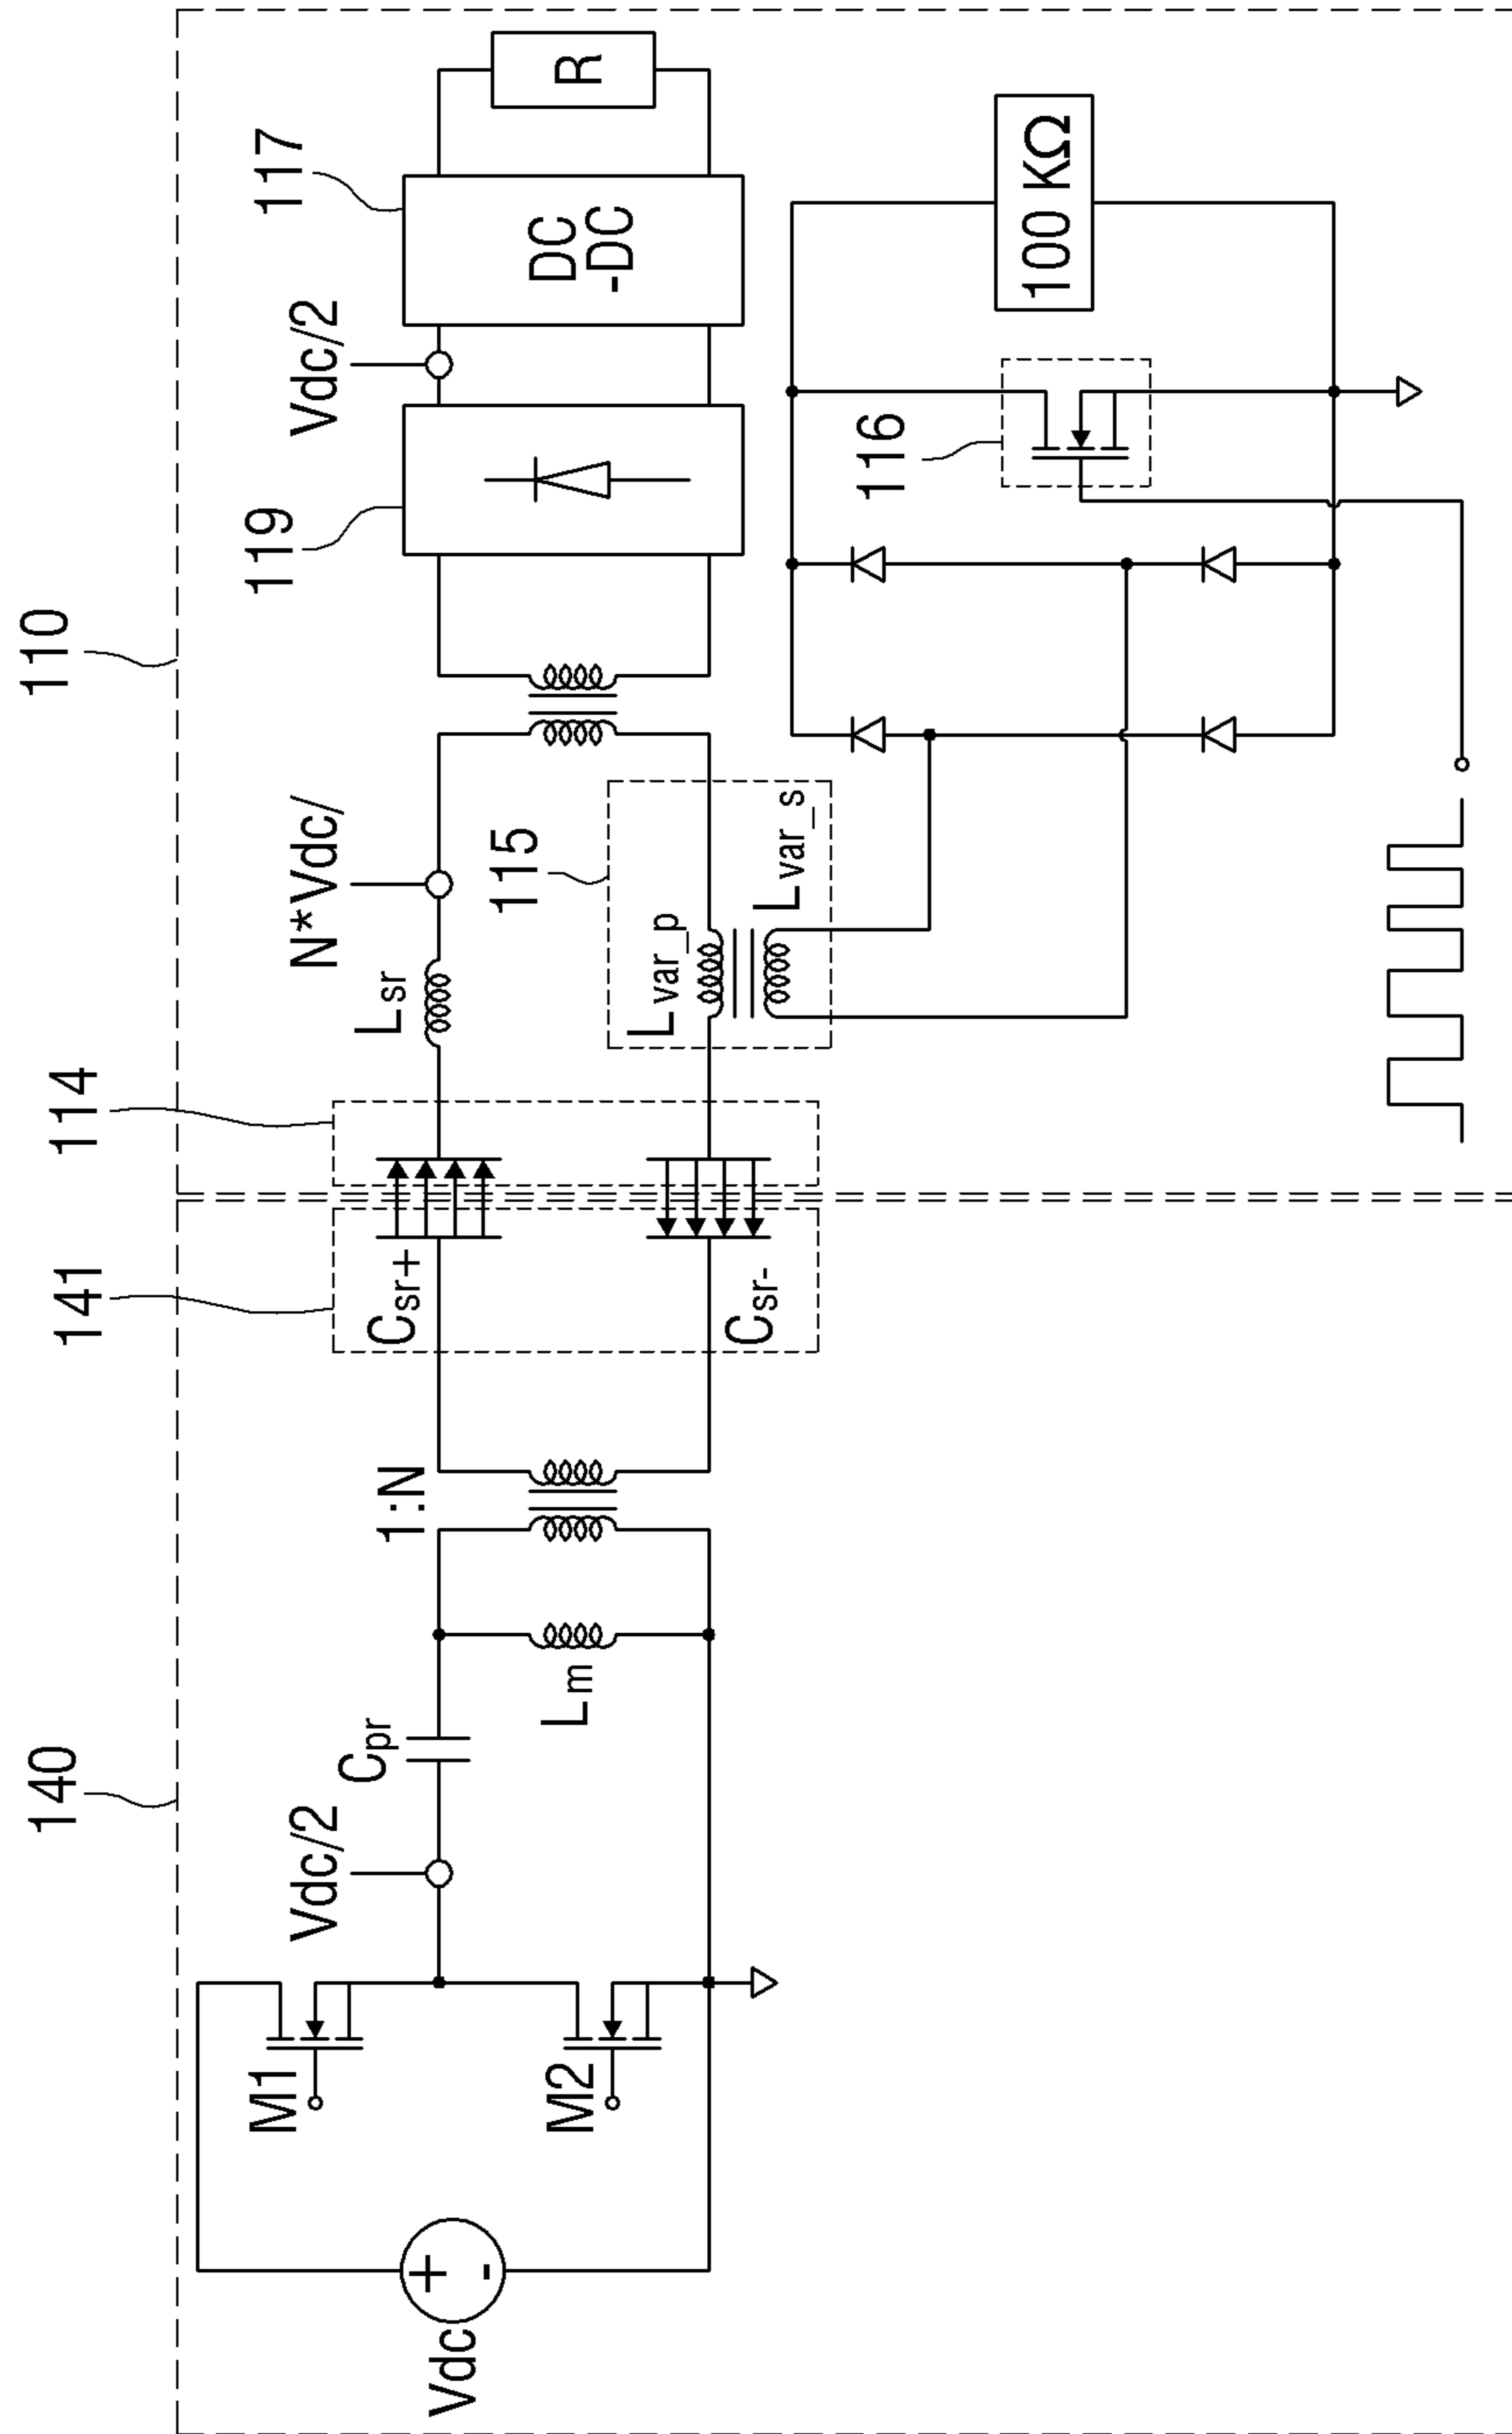 140
110
141
114
M1
Vdc/2
Cpr
1:N
Csr+
Lsr
N*Vdc/
119
Vdc/2
117
Vdc
+
-
M2
Lm
Csr-
Lvar_p
115
Lvar_s
DC
-DC
R
116
100 KΩ